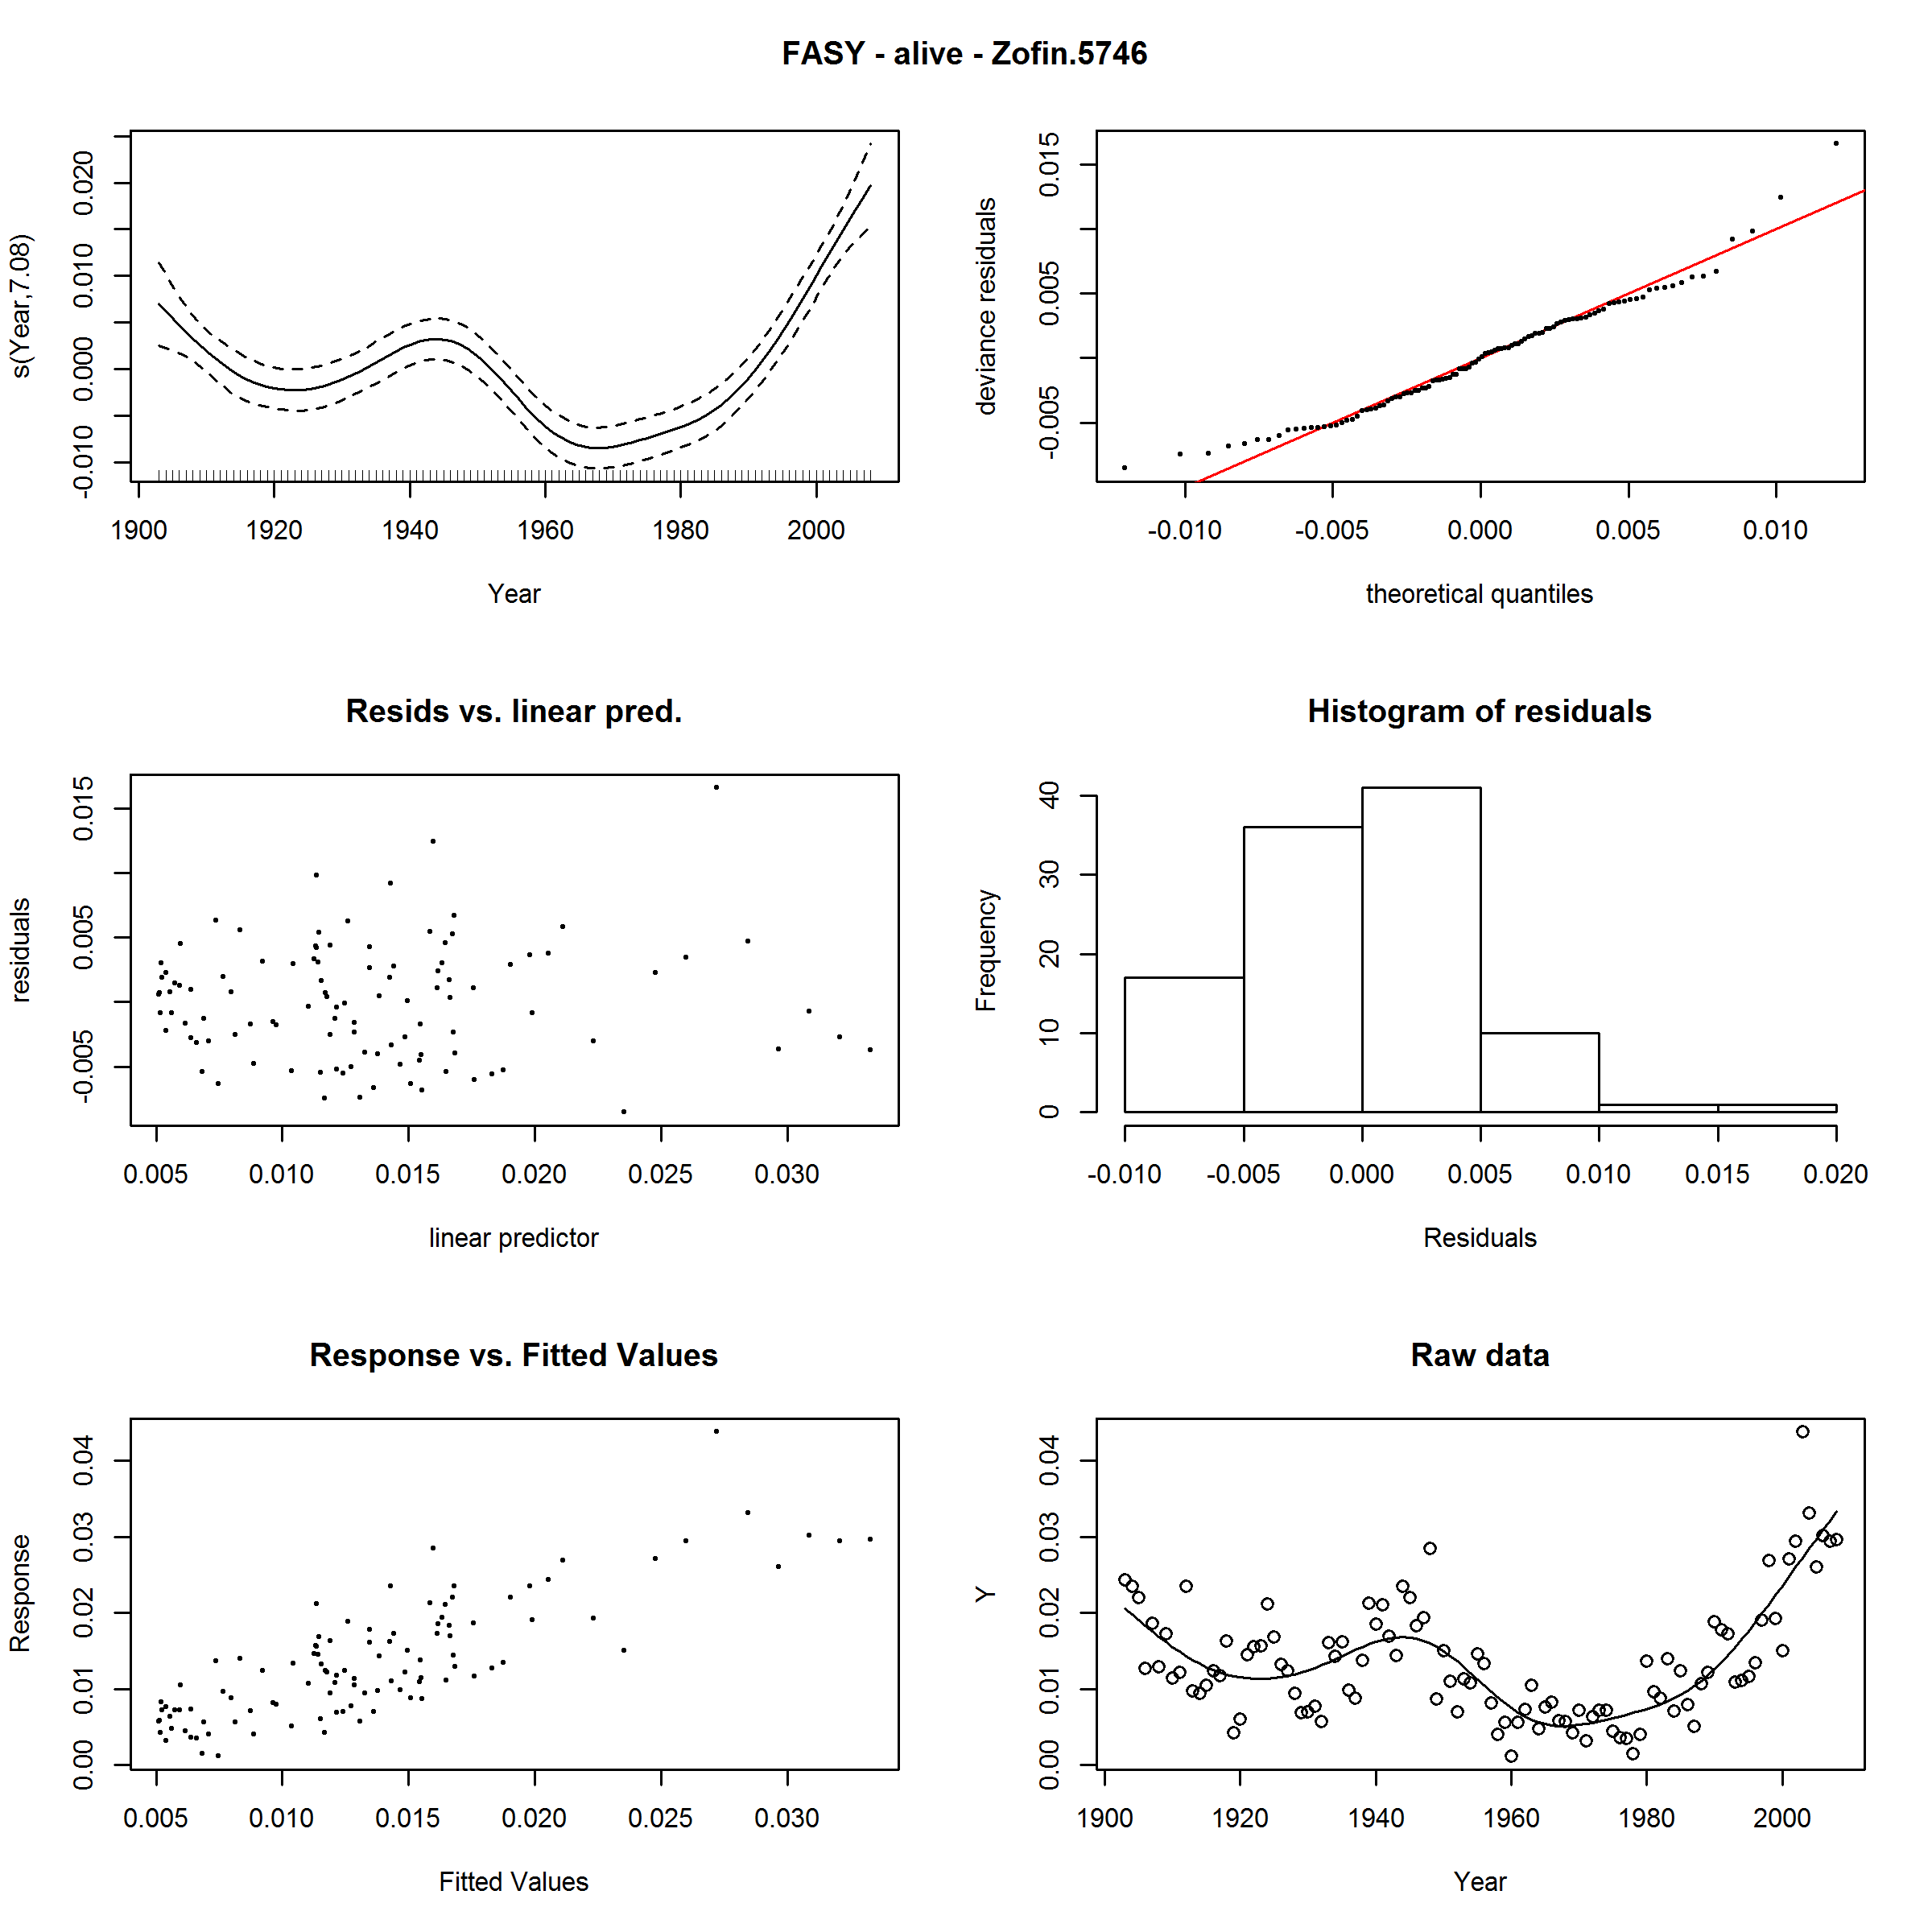 FASY - alive - Zofin.5746
s(Year,7.08)
-0.010 0.000 0.010 0.020
1900 1920 1940 1960 1980 2000
Year
deviance residuals
-0.005 0.005 0.015
-0.010 -0.005 0.000 0.005 0.010
theoretical quantiles
Resids vs. linear pred.
residuals
-0.005 0.005 0.015
0.005 0.010 0.015 0.020 0.025 0.030
linear predictor
Histogram of residuals
Frequency
0 10 20 30 40
-0.010 -0.005 0.000 0.005 0.010 0.015 0.020
Residuals
Response vs. Fitted Values
Response
0.00 0.01 0.02 0.03 0.04
0.005 0.010 0.015 0.020 0.025 0.030
Fitted Values
Raw data
Y
0.00 0.01 0.02 0.03 0.04
1900 1920 1940 1960 1980 2000
Year